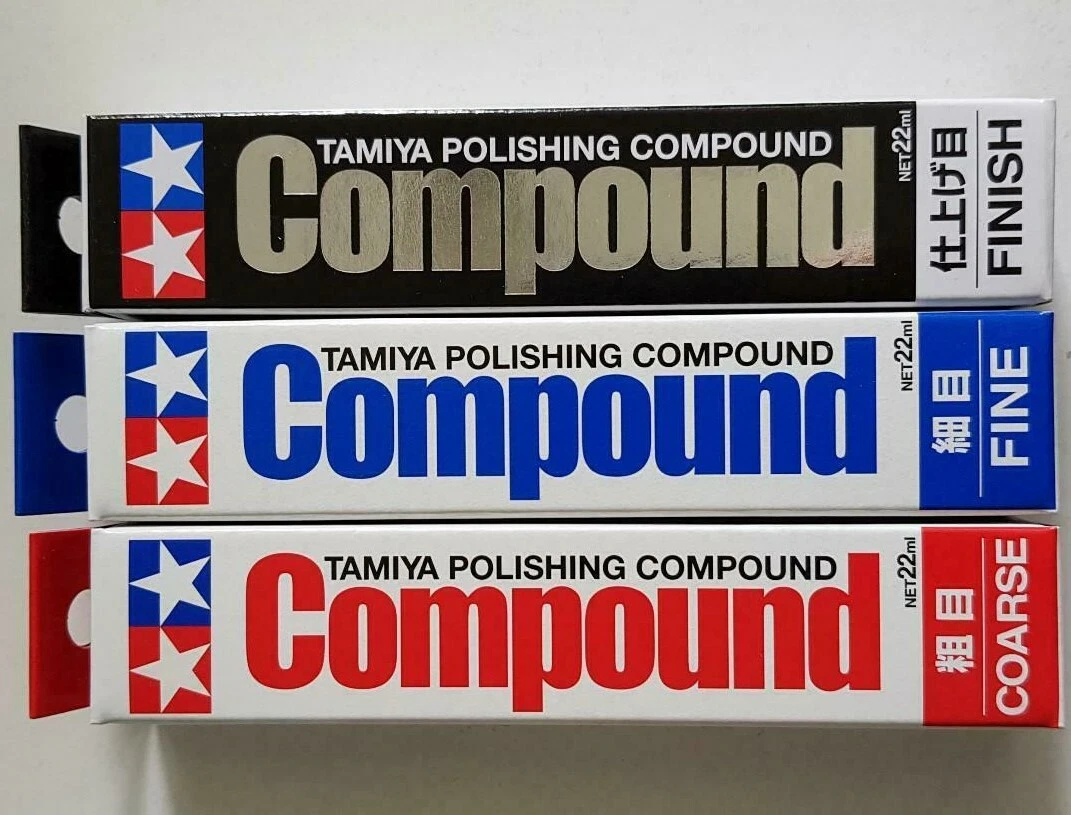 TAMIYA POLISHING COMPOUND
Compound
NET22ml
仕上げ目
FINISH
TAMIYA POLISHING COMPOUND
Compound
NET22ml
細目
FINE
TAMIYA POLISHING COMPOUND
Compound
NET22ml
粗目
COARSE